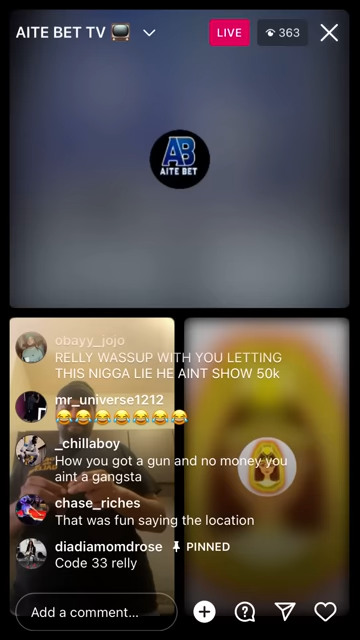 AITE BET TV
LIVE
363
AB
AITE BET
obayy_jojo
RELLY WASSUP WITH YOU LETTING
THIS NIGGA LIE HE AINT SHOW 50k
mr_universe1212
😂😂😂😂😂😂😂
_chillaboy
How you got a gun and no money you
aint a gangsta
chase_riches
That was fun saying the location
diadiamomdrose PINNED
Code 33 relly
Add a comment...